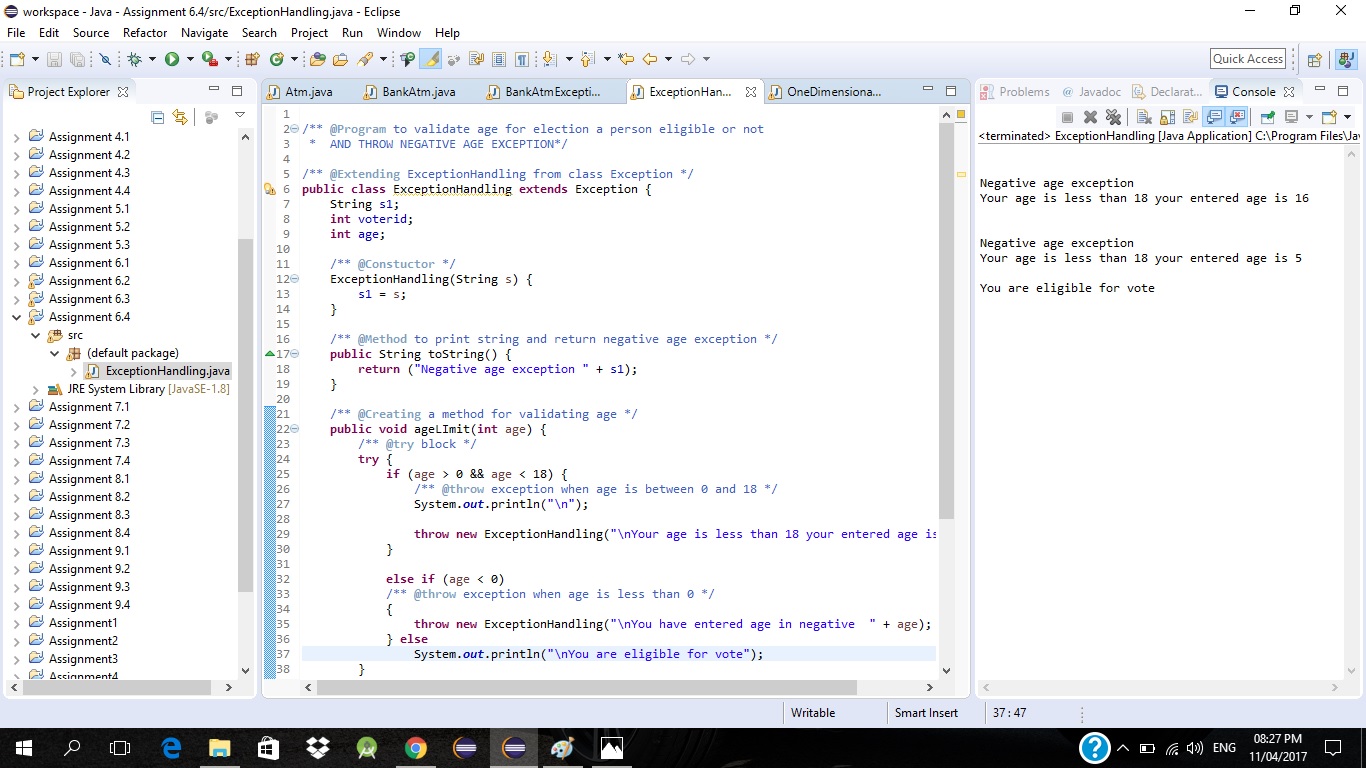 workspace - Java - Assignment 6.4/src/ExceptionHandling.java - Eclipse
File Edit Source Refactor Navigate Search Project Run Window Help
Quick Access
Project Explorer
Assignment 4.1
Assignment 4.2
Assignment 4.3
Assignment 4.4
Assignment 5.1
Assignment 5.2
Assignment 5.3
Assignment 6.1
Assignment 6.2
Assignment 6.3
Assignment 6.4
src
(default package)
ExceptionHandling.java
JRE System Library [JavaSE-1.8]
Assignment 7.1
Assignment 7.2
Assignment 7.3
Assignment 7.4
Assignment 8.1
Assignment 8.2
Assignment 8.3
Assignment 8.4
Assignment 9.1
Assignment 9.2
Assignment 9.3
Assignment 9.4
Assignment1
Assignment2
Assignment3
Assignment4
Atm.java BankAtm.java BankAtmExcepti... ExceptionHan... OneDimensiona...
1
2 /** @Program to validate age for election a person eligible or not
3  *  AND THROW NEGATIVE AGE EXCEPTION*/
4
5 /** @Extending ExceptionHandling from class Exception */
6 public class ExceptionHandling extends Exception {
7     String s1;
8     int voterid;
9     int age;
10
11     /** @Constuctor */
12     ExceptionHandling(String s) {
13         s1 = s;
14     }
15
16     /** @Method to print string and return negative age exception */
17     public String toString() {
18         return ("Negative age exception " + s1);
19     }
20
21     /** @Creating a method for validating age */
22     public void ageLImit(int age) {
23         /** @try block */
24         try {
25             if (age > 0 && age < 18) {
26                 /** @throw exception when age is between 0 and 18 */
27                 System.out.println("\n");
28
29                 throw new ExceptionHandling("\nYour age is less than 18 your entered age is
30             }
31
32             else if (age < 0)
33             /** @throw exception when age is less than 0 */
34             {
35                 throw new ExceptionHandling("\nYou have entered age in negative  " + age);
36             } else
37                 System.out.println("\nYou are eligible for vote");
38         }
Problems @ Javadoc Declarat... Console
<terminated> ExceptionHandling [Java Application] C:\Program Files\Jav
Negative age exception
Your age is less than 18 your entered age is 16
Negative age exception
Your age is less than 18 your entered age is 5
You are eligible for vote
Writable Smart Insert 37 : 47
ENG
08:27 PM
11/04/2017